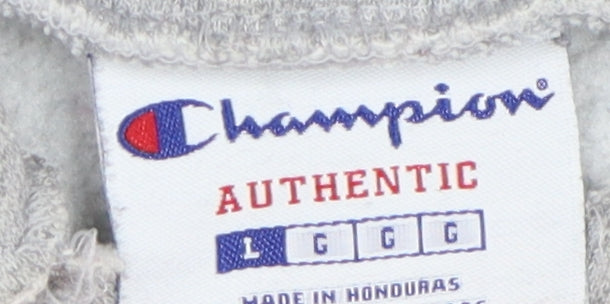 Champion®
AUTHENTIC
L G G G
MADE IN HONDURAS